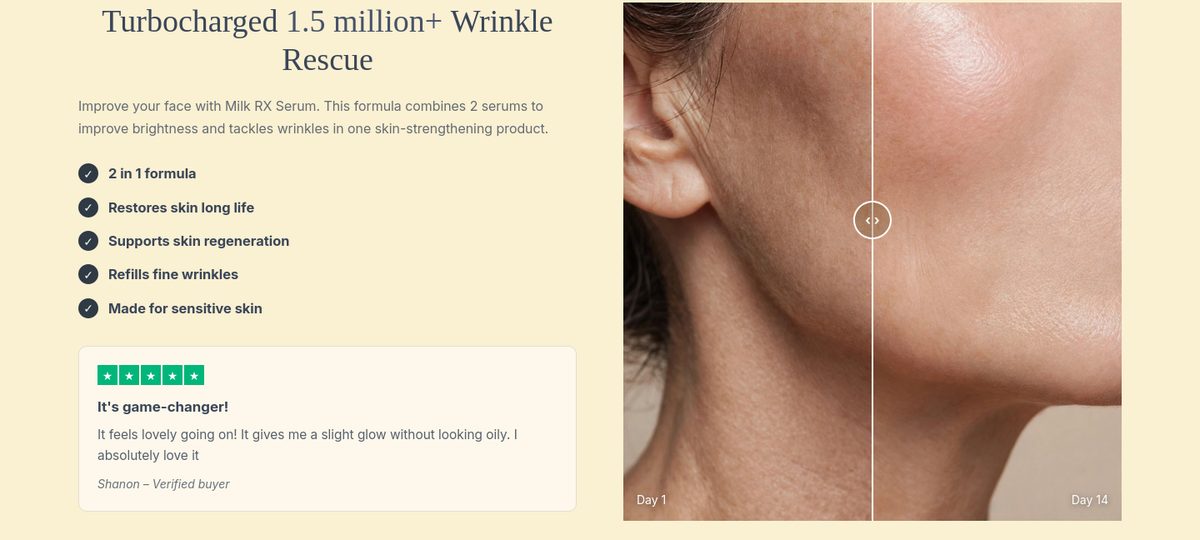 Turbocharged 1.5 million+ Wrinkle
Rescue
Improve your face with Milk RX Serum. This formula combines 2 serums to
improve brightness and tackles wrinkles in one skin-strengthening product.
2 in 1 formula
Restores skin long life
Supports skin regeneration
Refills fine wrinkles
Made for sensitive skin
It's game-changer!
It feels lovely going on! It gives me a slight glow without looking oily. I
absolutely love it
Shanon – Verified buyer
Day 1
Day 14